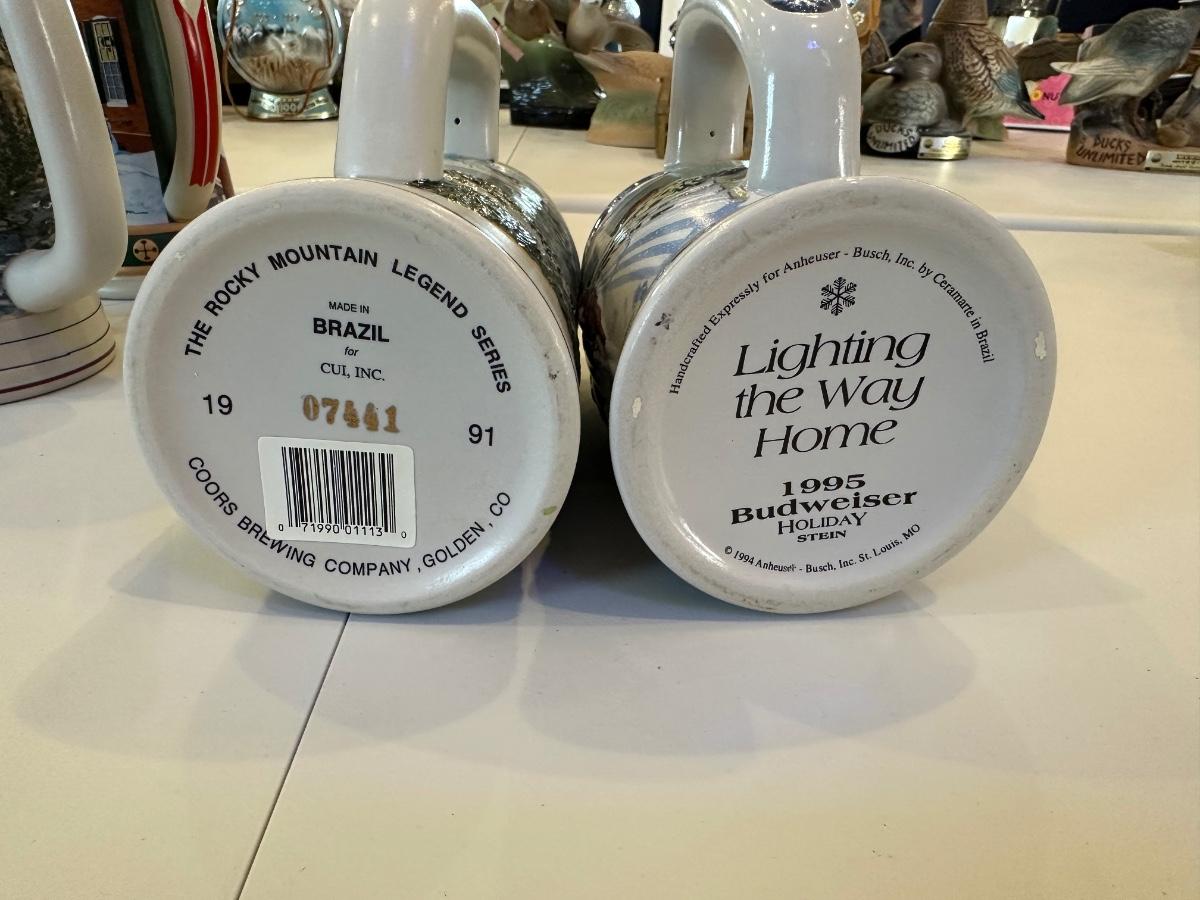 THE ROCKY MOUNTAIN LEGEND SERIES
MADE IN
BRAZIL
for
CUI, INC.
19 07441 91
0 71990 01113 0
COORS BREWING COMPANY, GOLDEN, CO
Handcrafted Expressly for Anheuser - Busch, Inc. by Ceramarte in Brazil
Lighting
the Way
Home
1995
Budweiser
HOLIDAY
STEIN
© 1994 Anheuser - Busch, Inc. St. Louis, MO
DUCKS
UNLIMITED
DUCKS
UNLIMITED